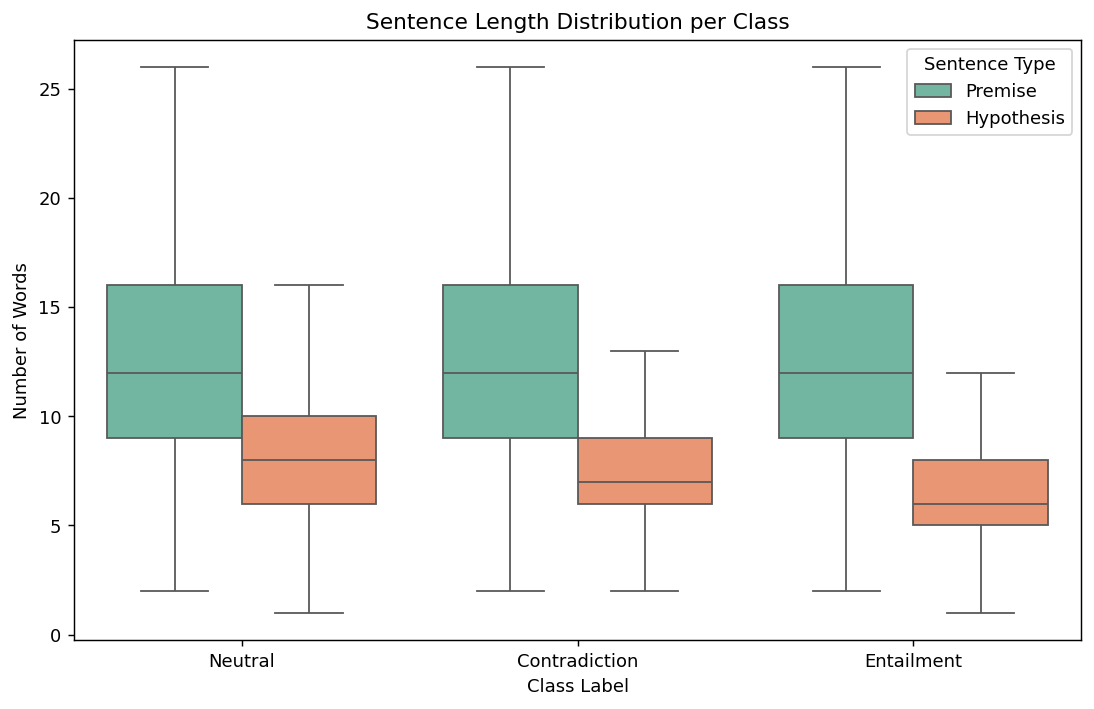 Sentence Length Distribution per Class
Sentence Type
Premise
Hypothesis
Number of Words
25
20
15
10
5
0
Neutral
Contradiction
Entailment
Class Label